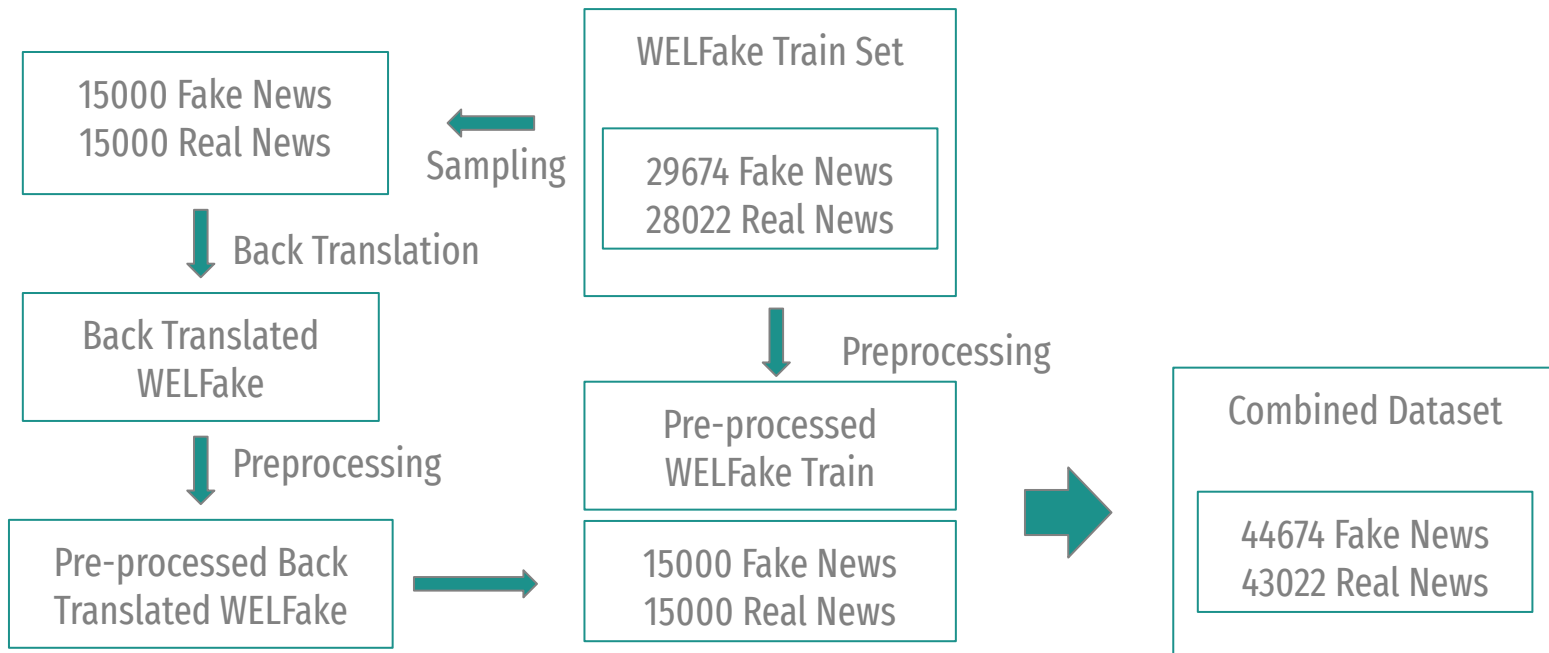 WELFake Train Set
29674 Fake News
28022 Real News
Sampling
15000 Fake News
15000 Real News
Back Translation
Back Translated
WELFake
Preprocessing
Pre-processed Back
Translated WELFake
Preprocessing
Pre-processed
WELFake Train
15000 Fake News
15000 Real News
Combined Dataset
44674 Fake News
43022 Real News